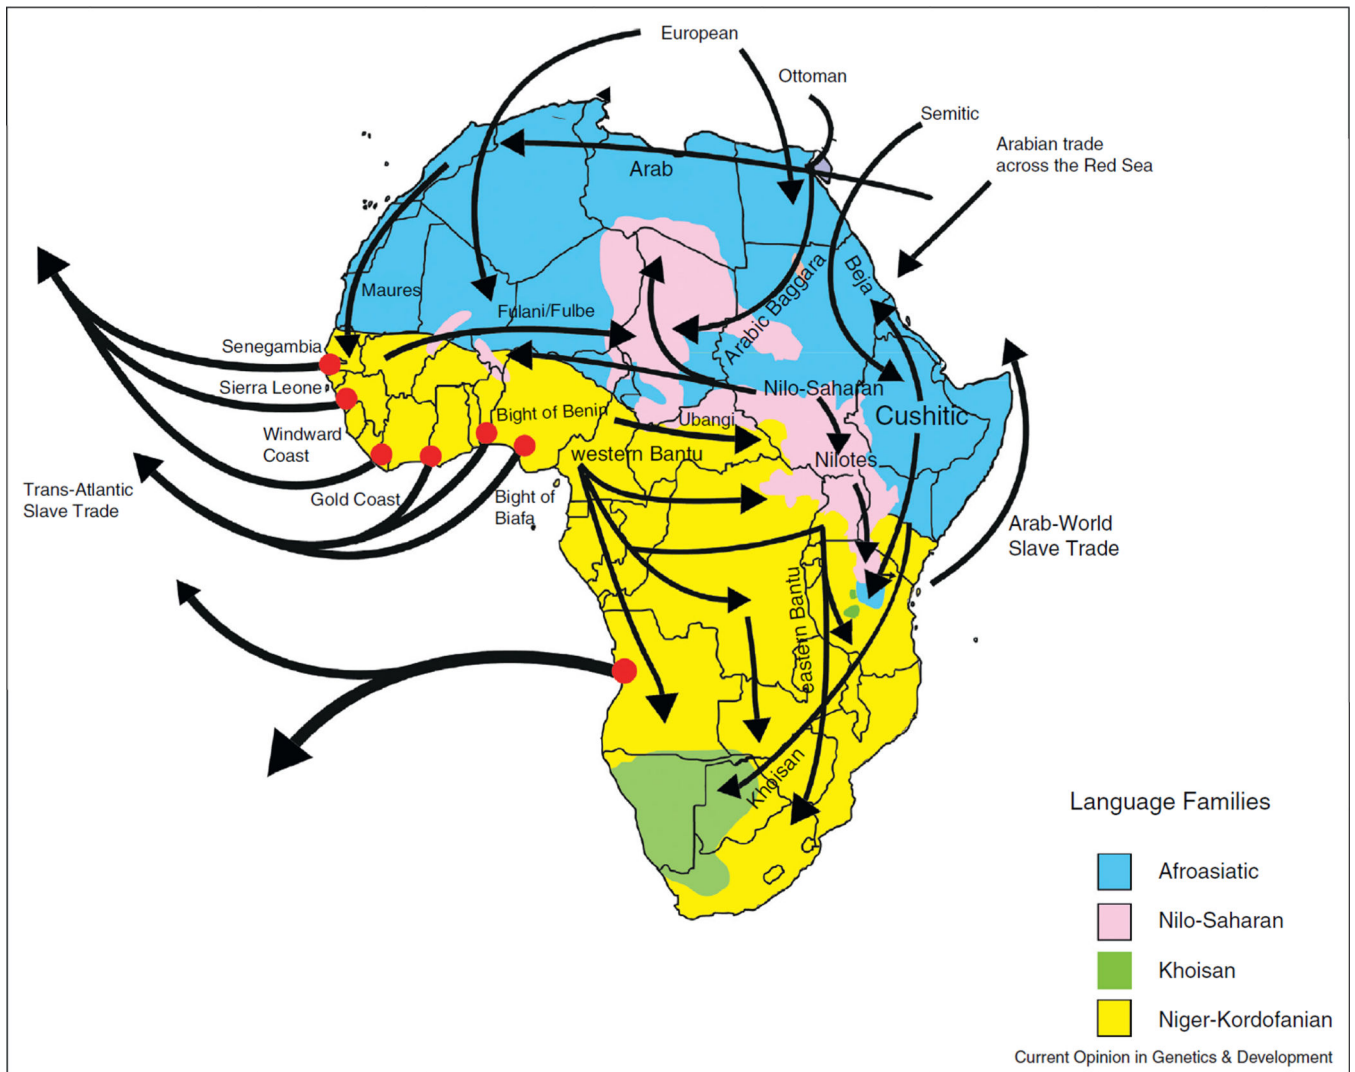 European
Ottoman
Semitic
Arabian trade
across the Red Sea
Arab
Maures
Fulani/Fulbe
Arabic Baggara
Beja
Senegambia
Sierra Leone
Nilo-Saharan
Cushitic
Bight of Benin
Ubangi
Windward
Coast
western Bantu
Nilotes
Trans-Atlantic
Slave Trade
Gold Coast
Bight of
Biafa
Arab-World
Slave Trade
eastern Bantu
Khoisan
Language Families
Afroasiatic
Nilo-Saharan
Khoisan
Niger-Kordofanian
Current Opinion in Genetics & Development